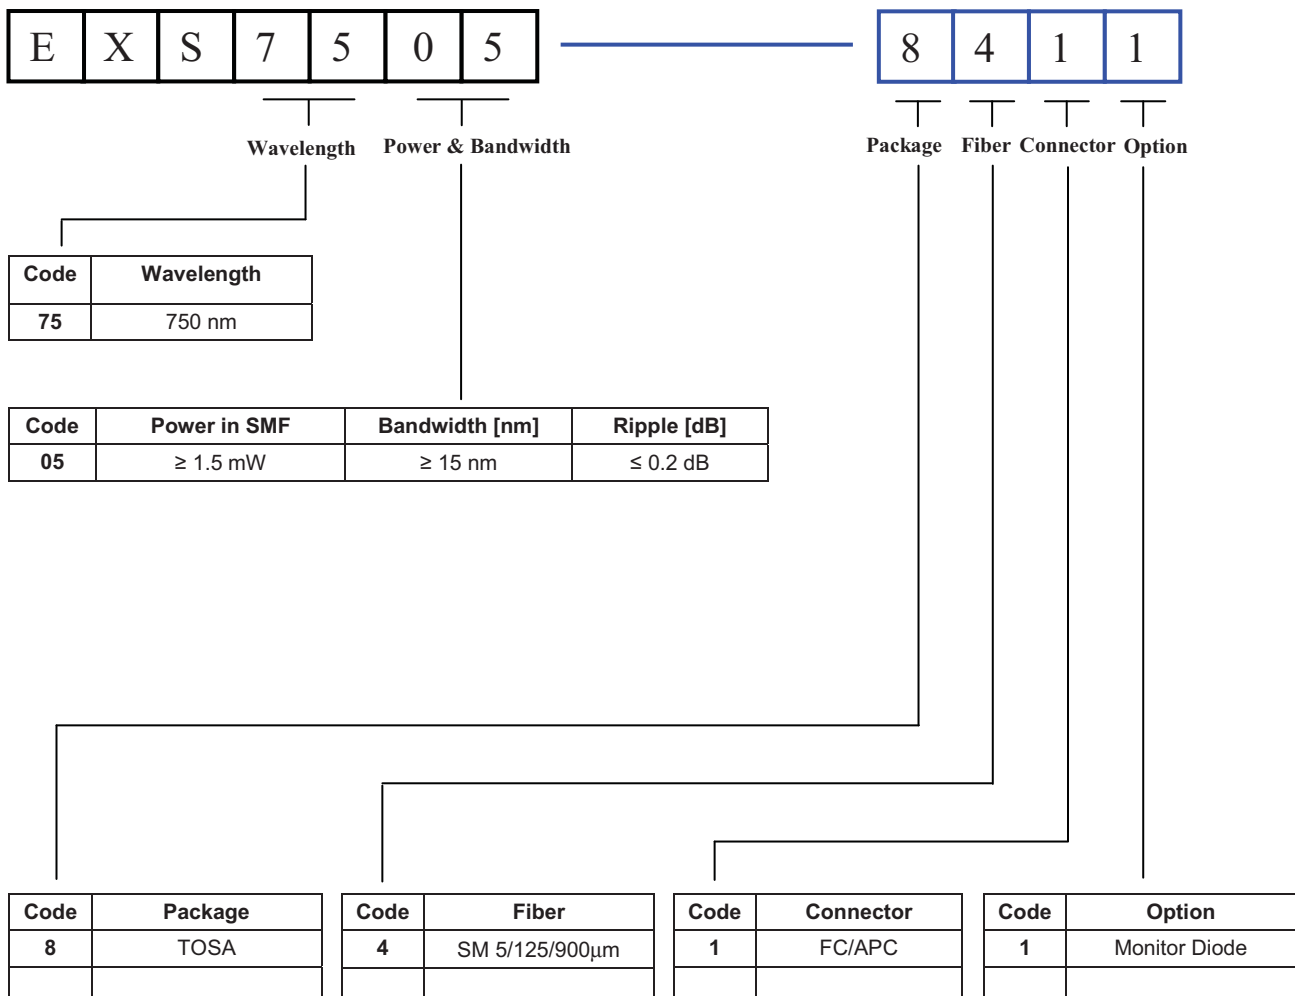 E X S 7 5 0 5 8 4 1 1
Wavelength Power & Bandwidth Package Fiber Connector Option
Code Wavelength
75 750 nm
Code Power in SMF Bandwidth [nm] Ripple [dB]
05 ≥ 1.5 mW ≥ 15 nm ≤ 0.2 dB
Code Package Code Fiber Code Connector Code Option
8 TOSA 4 SM 5/125/900μm 1 FC/APC 1 Monitor Diode